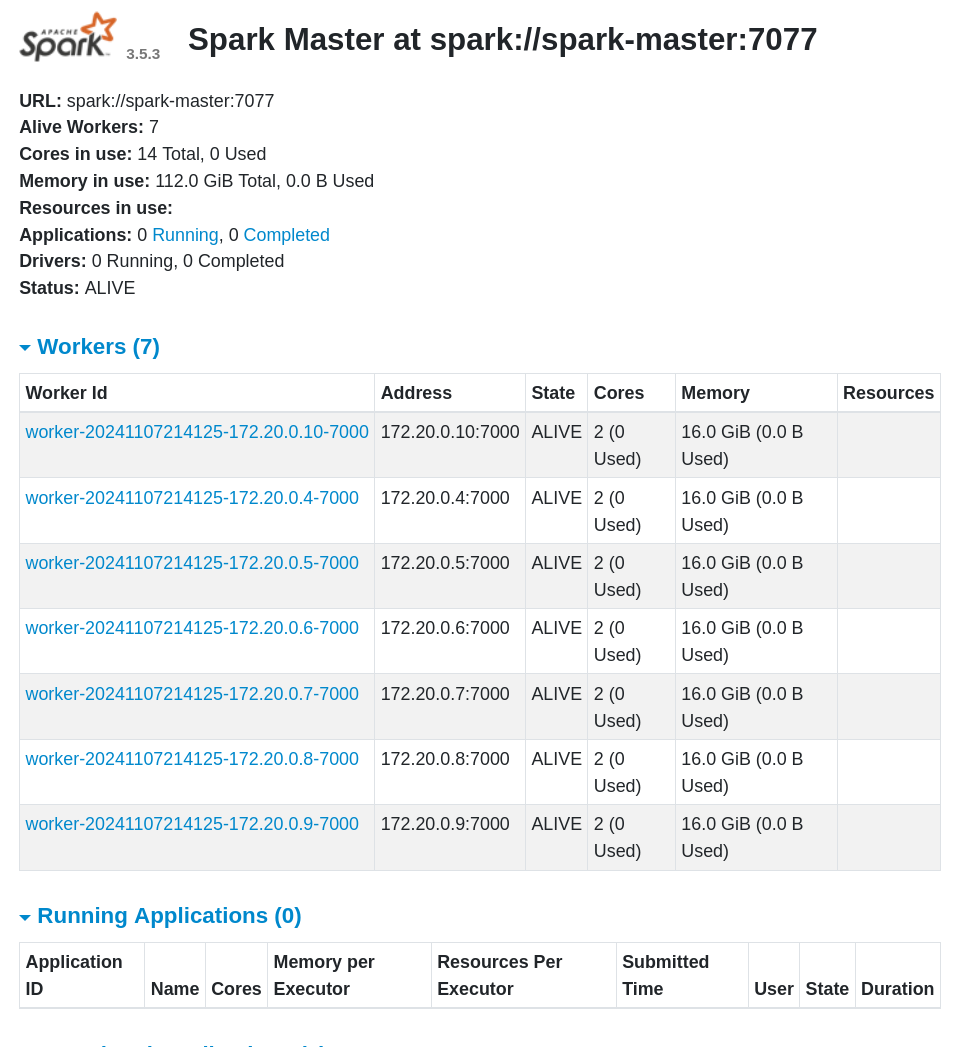 APACHE
Spark 3.5.3 Spark Master at spark://spark-master:7077
URL: spark://spark-master:7077
Alive Workers: 7
Cores in use: 14 Total, 0 Used
Memory in use: 112.0 GiB Total, 0.0 B Used
Resources in use:
Applications: 0 Running, 0 Completed
Drivers: 0 Running, 0 Completed
Status: ALIVE
Workers (7)
Worker Id Address State Cores Memory Resources
worker-20241107214125-172.20.0.10-7000 172.20.0.10:7000 ALIVE 2 (0 16.0 GiB (0.0 B
Used) Used)
worker-20241107214125-172.20.0.4-7000 172.20.0.4:7000 ALIVE 2 (0 16.0 GiB (0.0 B
Used) Used)
worker-20241107214125-172.20.0.5-7000 172.20.0.5:7000 ALIVE 2 (0 16.0 GiB (0.0 B
Used) Used)
worker-20241107214125-172.20.0.6-7000 172.20.0.6:7000 ALIVE 2 (0 16.0 GiB (0.0 B
Used) Used)
worker-20241107214125-172.20.0.7-7000 172.20.0.7:7000 ALIVE 2 (0 16.0 GiB (0.0 B
Used) Used)
worker-20241107214125-172.20.0.8-7000 172.20.0.8:7000 ALIVE 2 (0 16.0 GiB (0.0 B
Used) Used)
worker-20241107214125-172.20.0.9-7000 172.20.0.9:7000 ALIVE 2 (0 16.0 GiB (0.0 B
Used) Used)
Running Applications (0)
Application Memory per Resources Per Submitted
ID Name Cores Executor Executor Time User State Duration